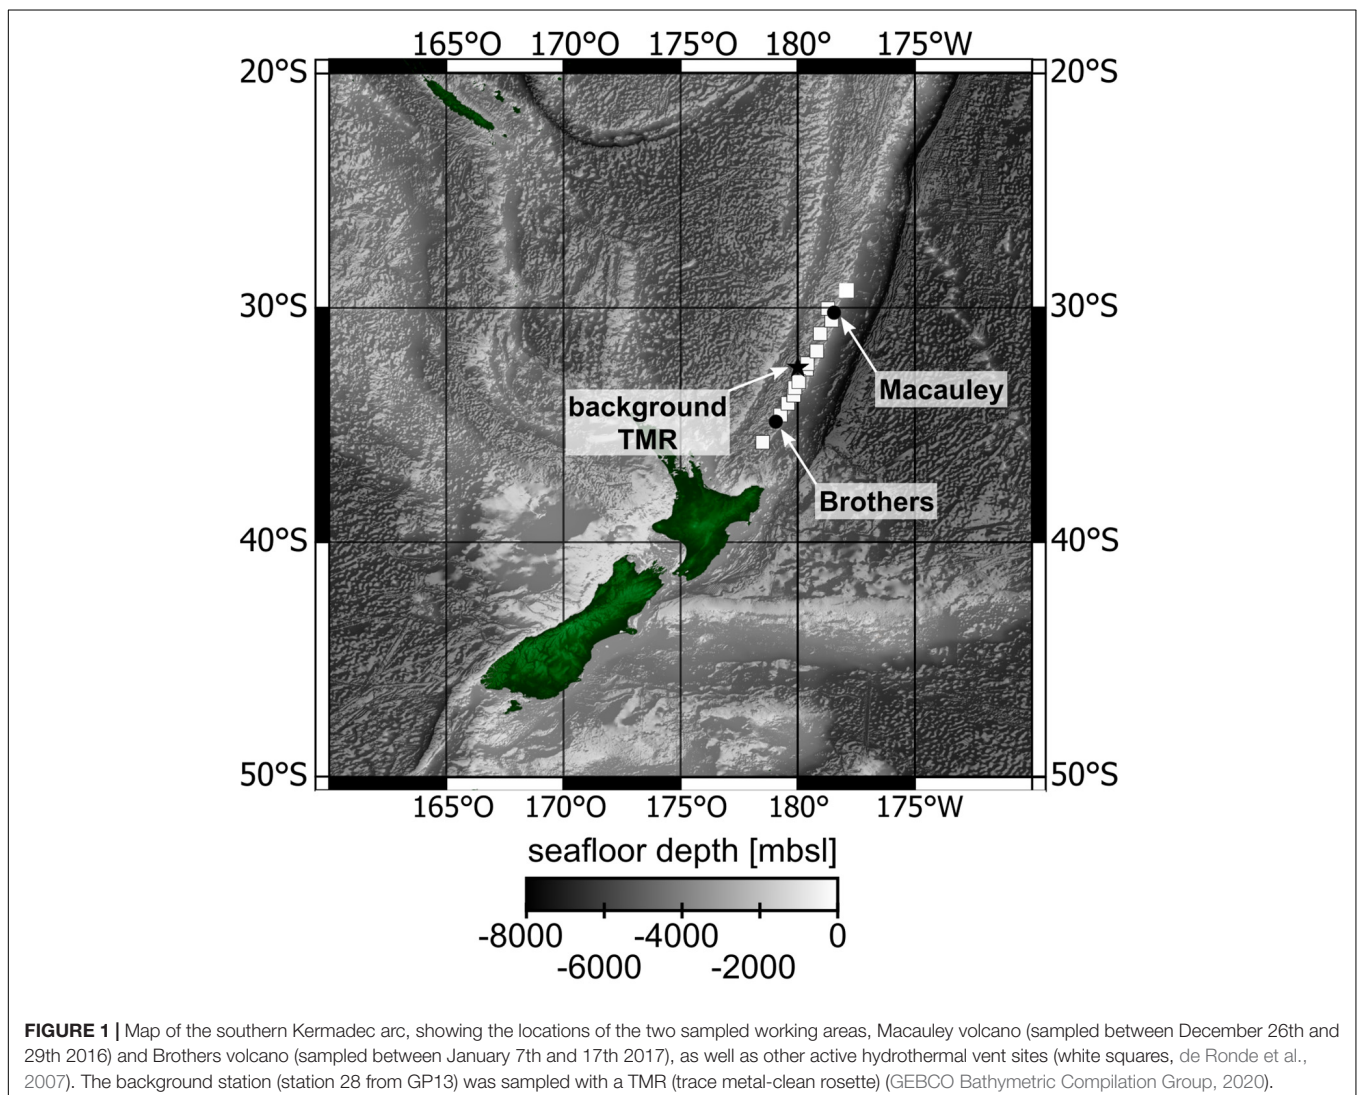 165°O 170°O 175°O 180° 175°W
20°S 20°S
30°S 30°S
Macauley
background
TMR
Brothers
40°S 40°S
50°S 50°S
165°O 170°O 175°O 180° 175°W
seafloor depth [mbsl]
-8000 -4000 0
-6000 -2000
FIGURE 1 | Map of the southern Kermadec arc, showing the locations of the two sampled working areas, Macauley volcano (sampled between December 26th and
29th 2016) and Brothers volcano (sampled between January 7th and 17th 2017), as well as other active hydrothermal vent sites (white squares, de Ronde et al.,
2007). The background station (station 28 from GP13) was sampled with a TMR (trace metal-clean rosette) (GEBCO Bathymetric Compilation Group, 2020).